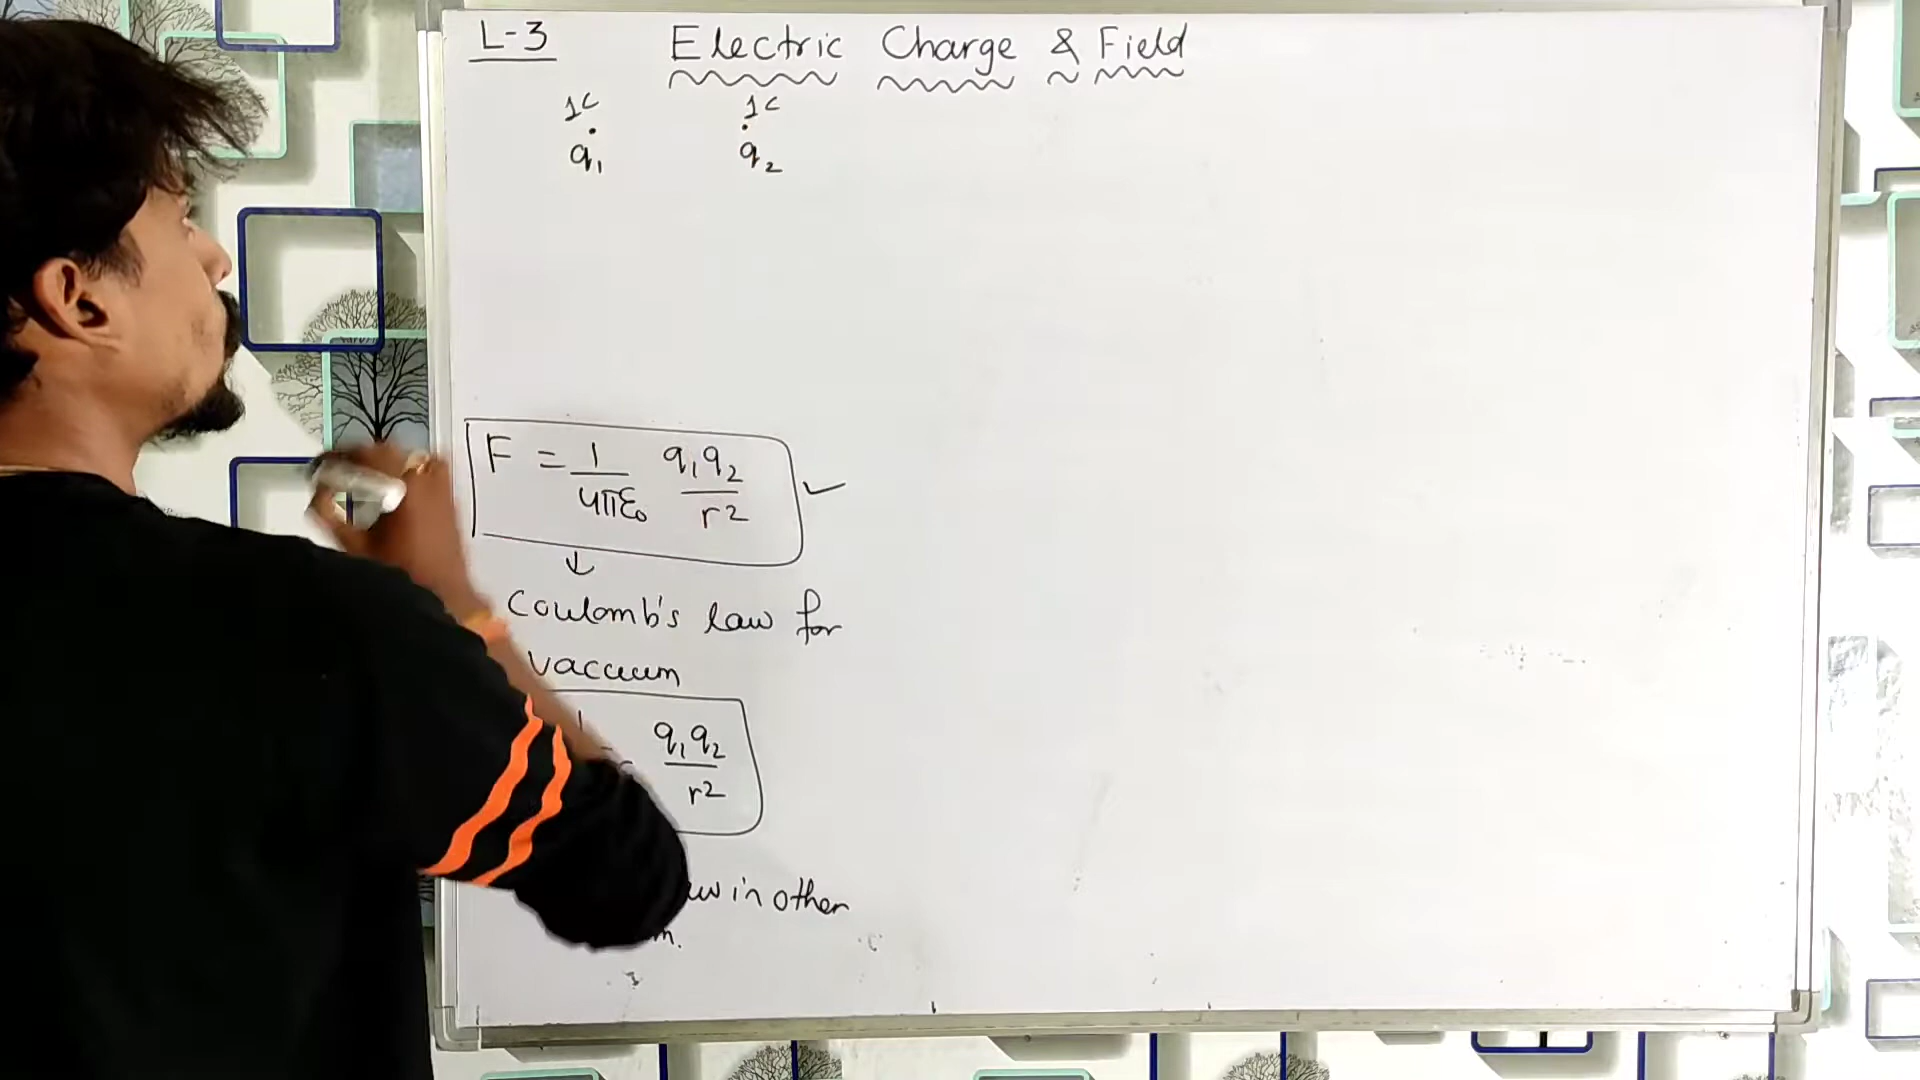 L-3 Electric Charge & Field
1C 1C
q₁ q₂
F = 1/4πε₀ q₁q₂/r²
↓
Coulomb's law for
vacuum
q₁q₂/r²
in other